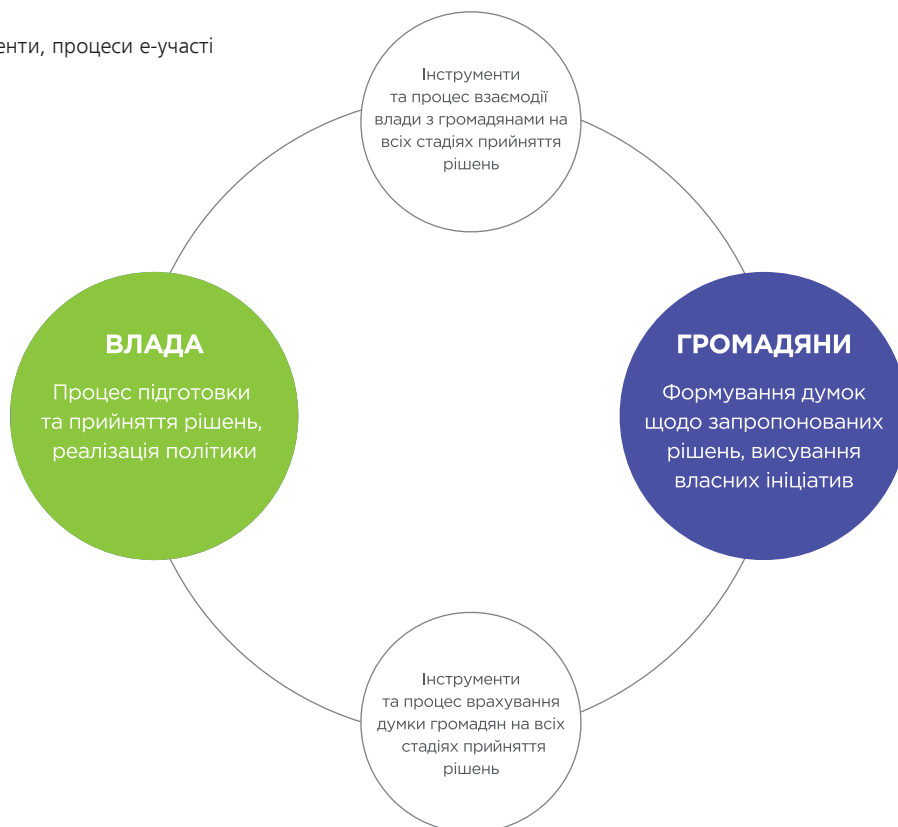 процеси е-участі
Інструменти
та процес взаємодії
влади з громадянами на
всіх стадіях прийняття
рішень
ВЛАДА
Процес підготовки
та прийняття рішень,
реалізація політики
ГРОМАДЯНИ
Формування думок
щодо запропонованих
рішень, висування
власних ініціатив
Інструменти
та процес врахування
думки громадян на всіх
стадіях прийняття
рішень